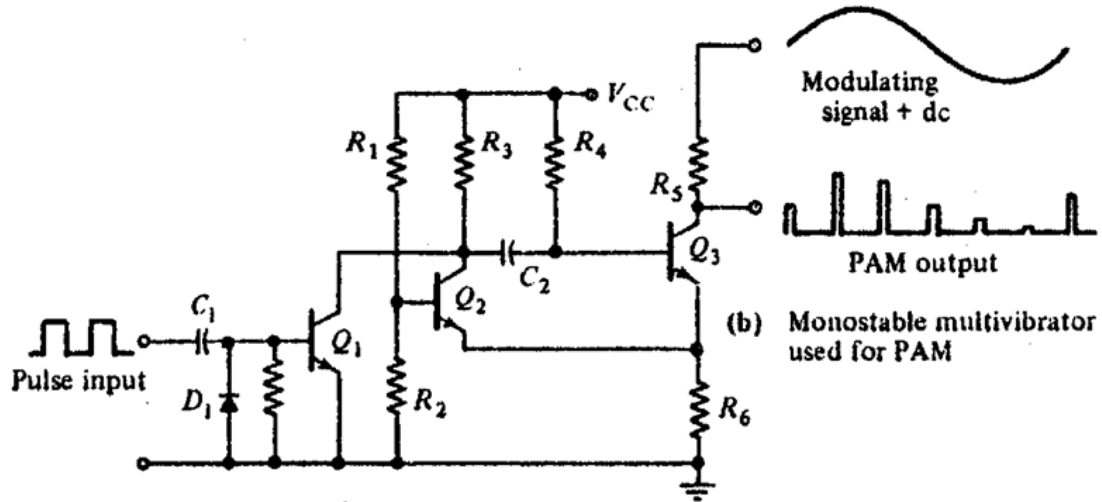 Modulating
signal + dc
V_CC
R_1
R_3
R_4
R_5
Q_3
PAM output
C_2
Q_2
C_1
Q_1
(b) Monostable multivibrator
used for PAM
Pulse input
D_1
R_2
R_6